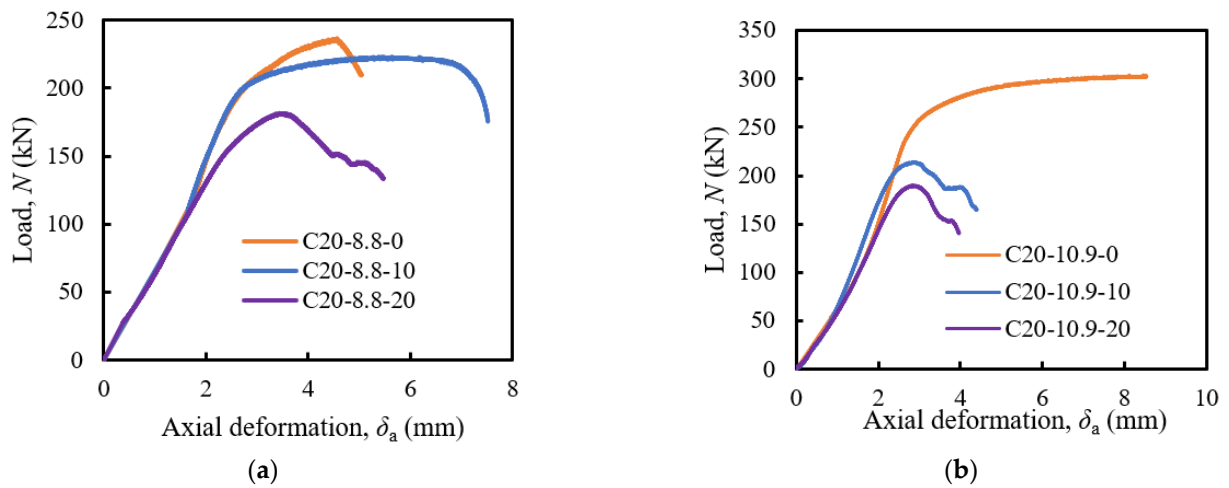 250
200
150
100
50
0
Load, N (kN)
C20-8.8-0
C20-8.8-10
C20-8.8-20
0 2 4 6 8
Axial deformation, δa (mm)
(a)
350
300
250
200
150
100
50
0
Load, N (kN)
C20-10.9-0
C20-10.9-10
C20-10.9-20
0 2 4 6 8 10
Axial deformation, δa (mm)
(b)